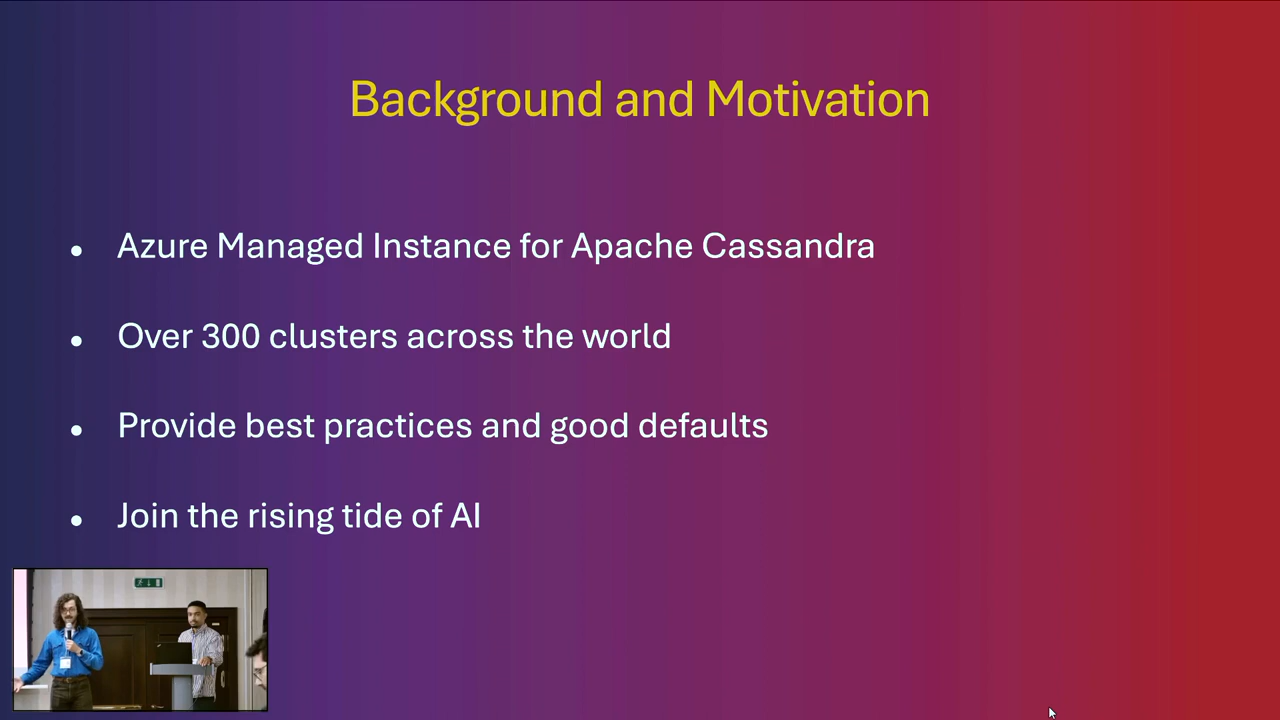 Background and Motivation
Azure Managed Instance for Apache Cassandra
Over 300 clusters across the world
Provide best practices and good defaults
Join the rising tide of AI